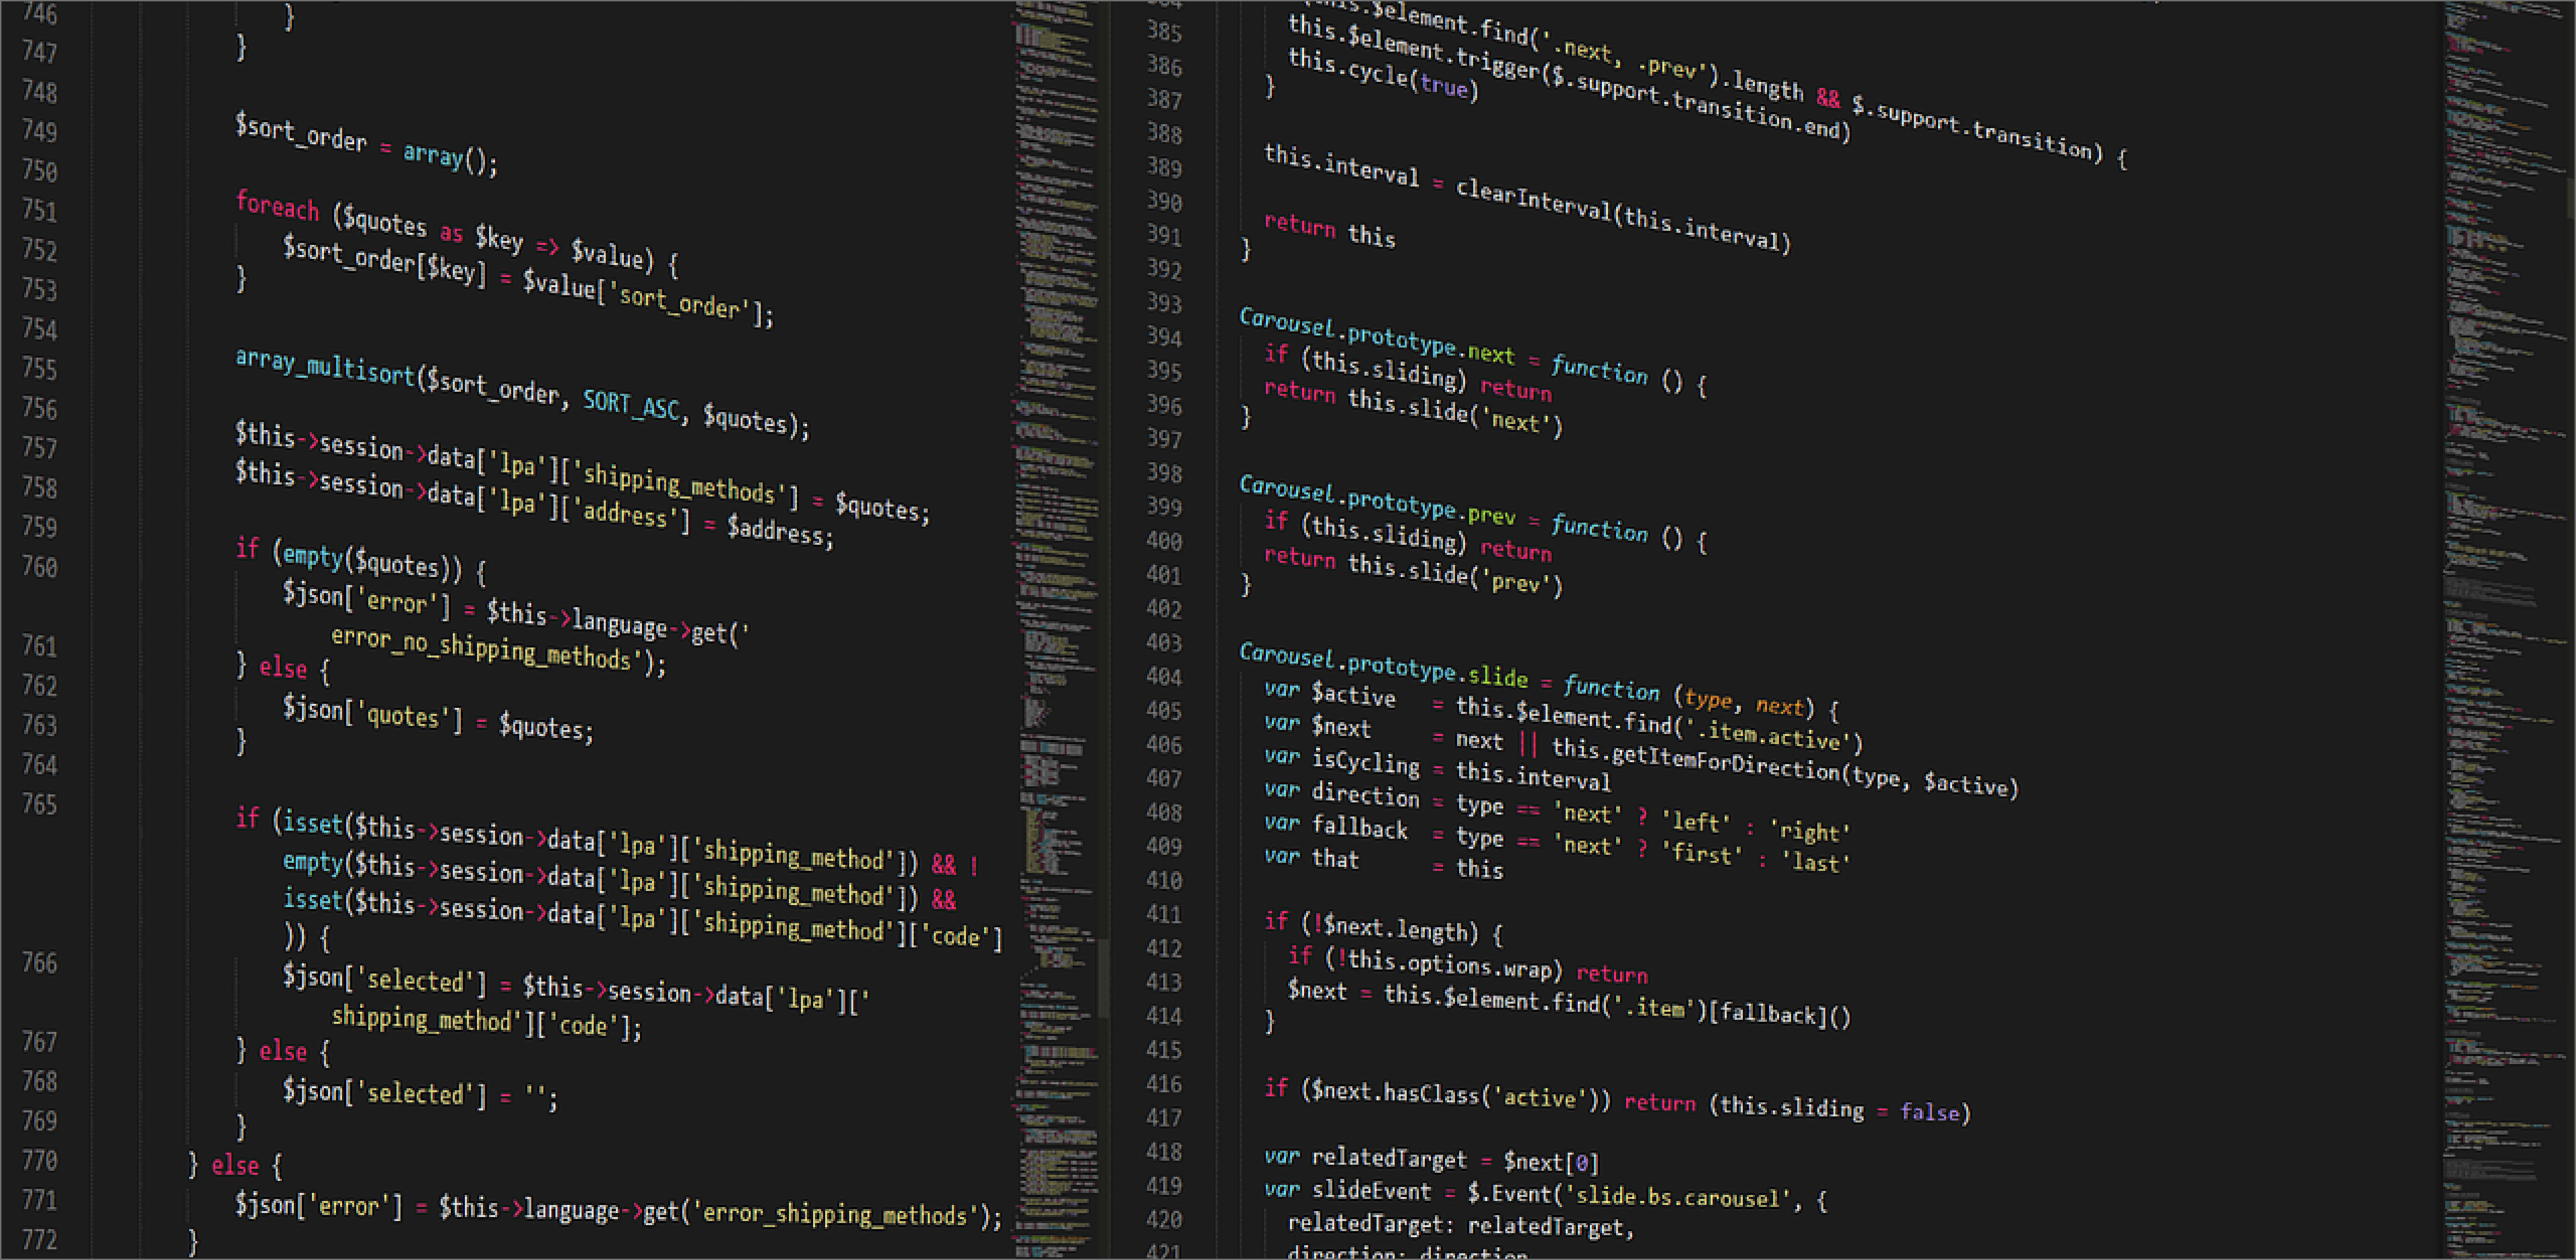 746
}
747
}
748
749
$sort_order = array();
750
751
foreach ($quotes as $key => $value) {
752
$sort_order[$key] = $value['sort_order'];
753
}
754
755
array_multisort($sort_order, SORT_ASC, $quotes);
756
757
$this->session->data['lpa']['shipping_methods'] = $quotes;
758
$this->session->data['lpa']['address'] = $address;
759
if (empty($quotes)) {
760
$json['error'] = $this->language->get('
error_no_shipping_methods');
761
} else {
762
$json['quotes'] = $quotes;
763
}
764
765
if (isset($this->session->data['lpa']['shipping_method']) && !
empty($this->session->data['lpa']['shipping_method']) &&
isset($this->session->data['lpa']['shipping_method']['code']
)) {
766
$json['selected'] = $this->session->data['lpa']['
shipping_method']['code'];
767
} else {
768
$json['selected'] = '';
769
}
770
} else {
771
$json['error'] = $this->language->get('error_shipping_methods');
772
}
this.$element.find('.next, .prev').length && $.support.transition) {
385
this.$element.trigger($.support.transition.end)
386
this.cycle(true)
387
}
388
389
this.interval = clearInterval(this.interval)
390
391
return this
392
}
393
394
Carousel.prototype.next = function () {
395
if (this.sliding) return
396
return this.slide('next')
397
}
398
399
Carousel.prototype.prev = function () {
400
if (this.sliding) return
401
return this.slide('prev')
402
}
403
404
Carousel.prototype.slide = function (type, next) {
405
var $active = this.$element.find('.item.active')
406
var $next = next || this.getItemForDirection(type, $active)
407
var isCycling = this.interval
408
var direction = type == 'next' ? 'left' : 'right'
409
var fallback = type == 'next' ? 'first' : 'last'
410
var that = this
411
412
if (!$next.length) {
413
if (!this.options.wrap) return
414
$next = this.$element.find('.item')[fallback]()
415
}
416
if ($next.hasClass('active')) return (this.sliding = false)
417
418
var relatedTarget = $next[0]
419
var slideEvent = $.Event('slide.bs.carousel', {
420
relatedTarget: relatedTarget,
421
direction: direction